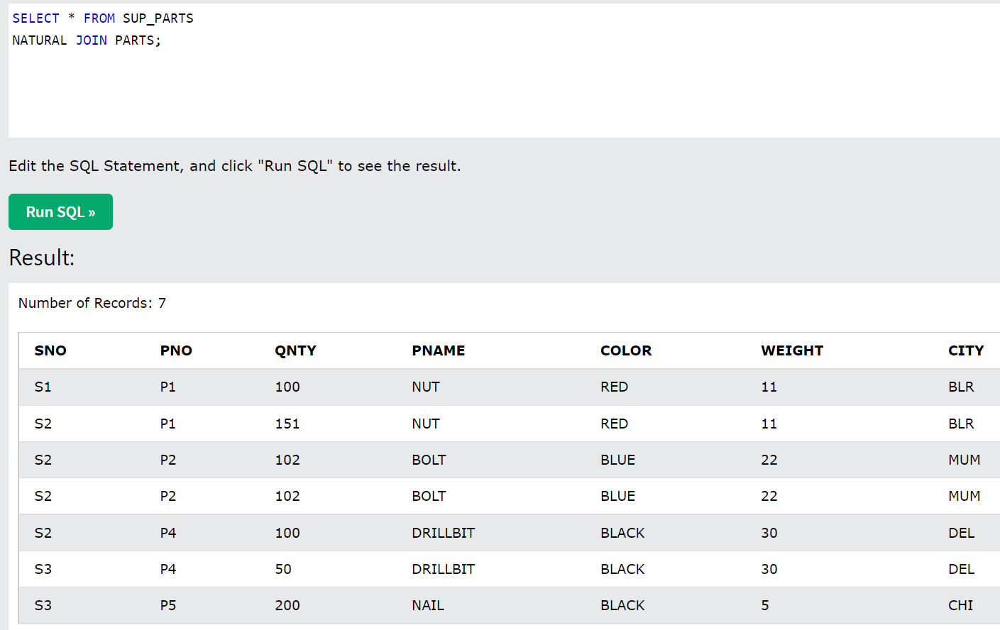 SELECT * FROM SUP_PARTS
NATURAL JOIN PARTS;
Edit the SQL Statement, and click "Run SQL" to see the result.
Run SQL »
Result:
Number of Records: 7
SNO PNO QNTY PNAME COLOR WEIGHT CITY
S1 P1 100 NUT RED 11 BLR
S2 P1 151 NUT RED 11 BLR
S2 P2 102 BOLT BLUE 22 MUM
S2 P2 102 BOLT BLUE 22 MUM
S2 P4 100 DRILLBIT BLACK 30 DEL
S3 P4 50 DRILLBIT BLACK 30 DEL
S3 P5 200 NAIL BLACK 5 CHI